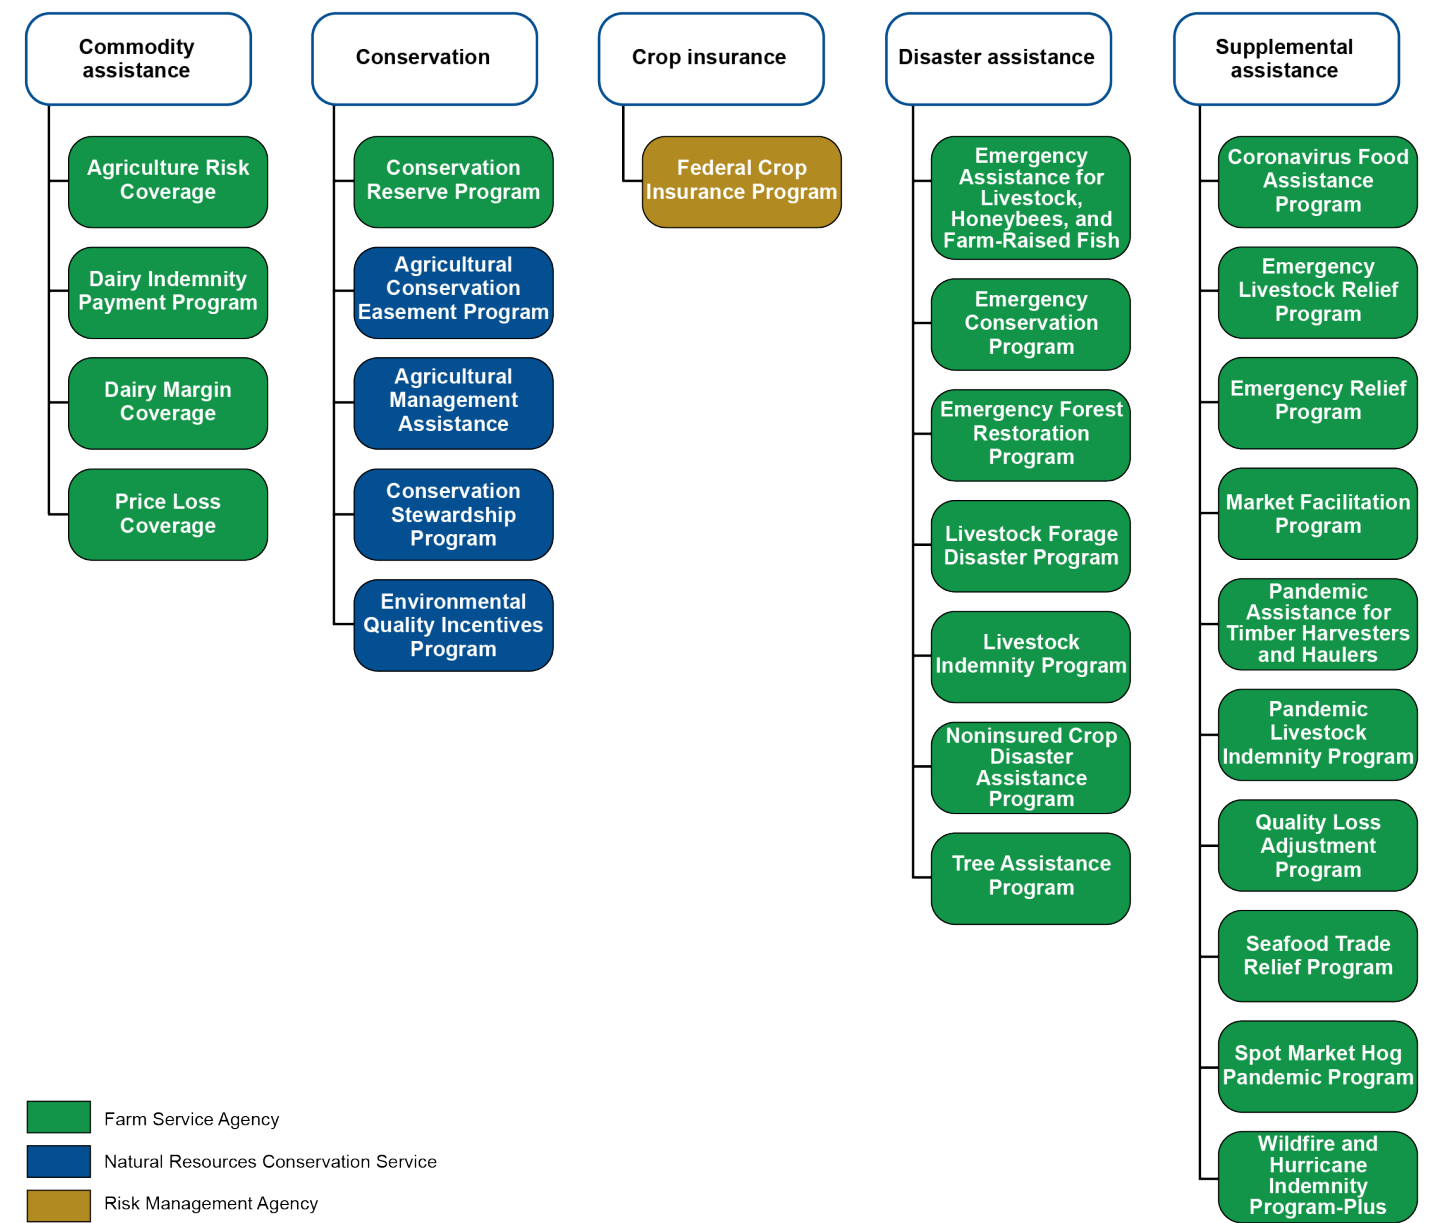 Commodity
assistance
Agriculture Risk
Coverage
Dairy Indemnity
Payment Program
Dairy Margin
Coverage
Price Loss
Coverage
Conservation
Conservation
Reserve Program
Agricultural
Conservation
Easement Program
Agricultural
Management
Assistance
Conservation
Stewardship
Program
Environmental
Quality Incentives
Program
Crop insurance
Federal Crop
Insurance Program
Disaster assistance
Emergency
Assistance for
Livestock,
Honeybees, and
Farm-Raised Fish
Emergency
Conservation
Program
Emergency Forest
Restoration
Program
Livestock Forage
Disaster Program
Livestock
Indemnity Program
Noninsured Crop
Disaster
Assistance
Program
Tree Assistance
Program
Supplemental
assistance
Coronavirus Food
Assistance
Program
Emergency
Livestock Relief
Program
Emergency Relief
Program
Market Facilitation
Program
Pandemic
Assistance for
Timber Harvesters
and Haulers
Pandemic
Livestock
Indemnity Program
Quality Loss
Adjustment
Program
Seafood Trade
Relief Program
Spot Market Hog
Pandemic Program
Wildfire and
Hurricane
Indemnity
Program-Plus
Farm Service Agency
Natural Resources Conservation Service
Risk Management Agency